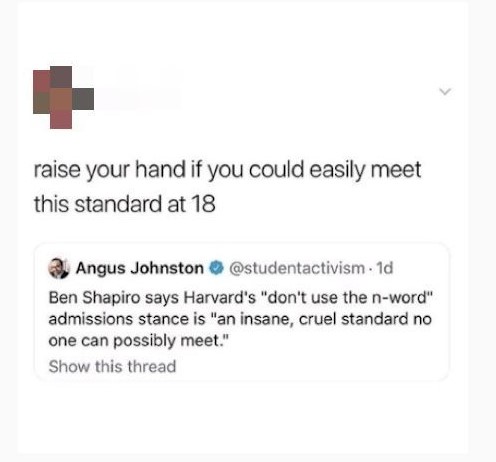 raise your hand if you could easily meet
this standard at 18
Angus Johnston @studentactivism · 1d
Ben Shapiro says Harvard's "don't use the n-word"
admissions stance is "an insane, cruel standard no
one can possibly meet."
Show this thread